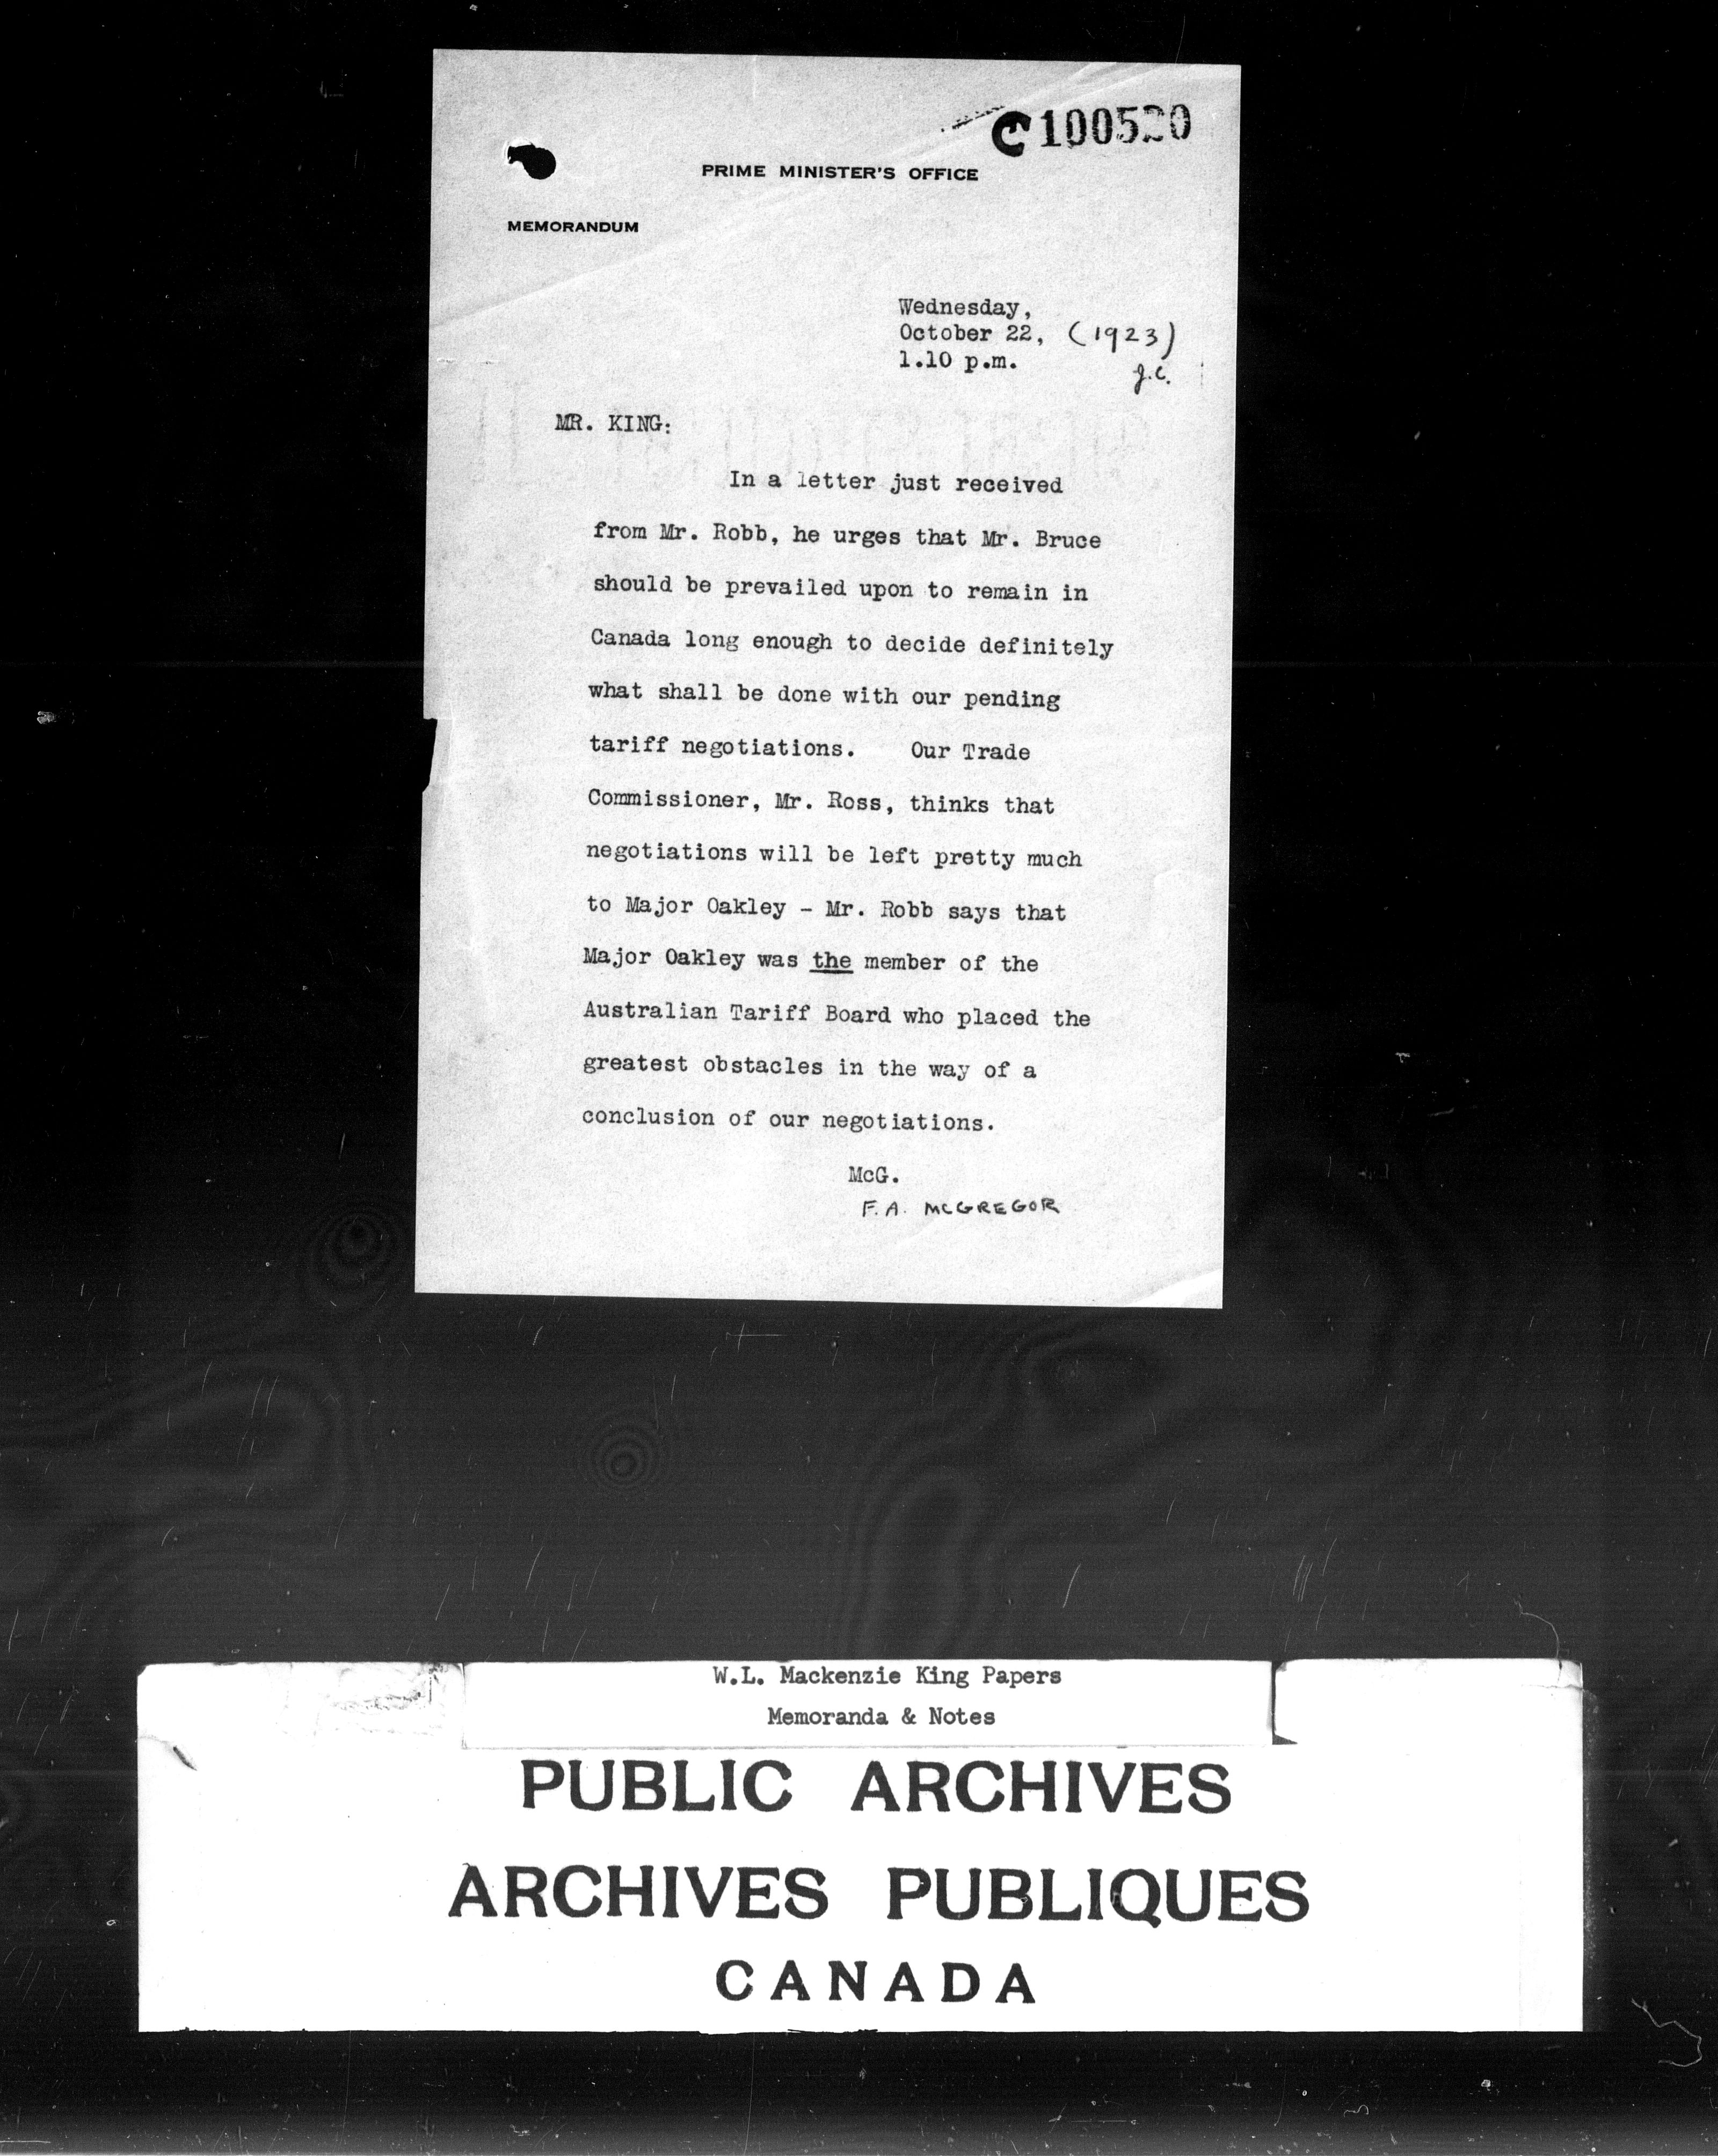 C100520
PRIME MINISTER'S OFFICE
MEMORANDUM
Wednesday,
October 22, (1923)
1.10 p.m.
J.C.
MR. KING:
In a letter just received
from Mr. Robb, he urges that Mr. Bruce
should be prevailed upon to remain in
Canada long enough to decide definitely
what shall be done with our pending
tariff negotiations. Our Trade
Commissioner, Mr. Ross, thinks that
negotiations will be left pretty much
to Major Oakley - Mr. Robb says that
Major Oakley was the member of the
Australian Tariff Board who placed the
greatest obstacles in the way of a
conclusion of our negotiations.
McG.
F.A. MCGREGOR
W.L. Mackenzie King Papers
Memoranda & Notes
PUBLIC ARCHIVES
ARCHIVES PUBLIQUES
CANADA